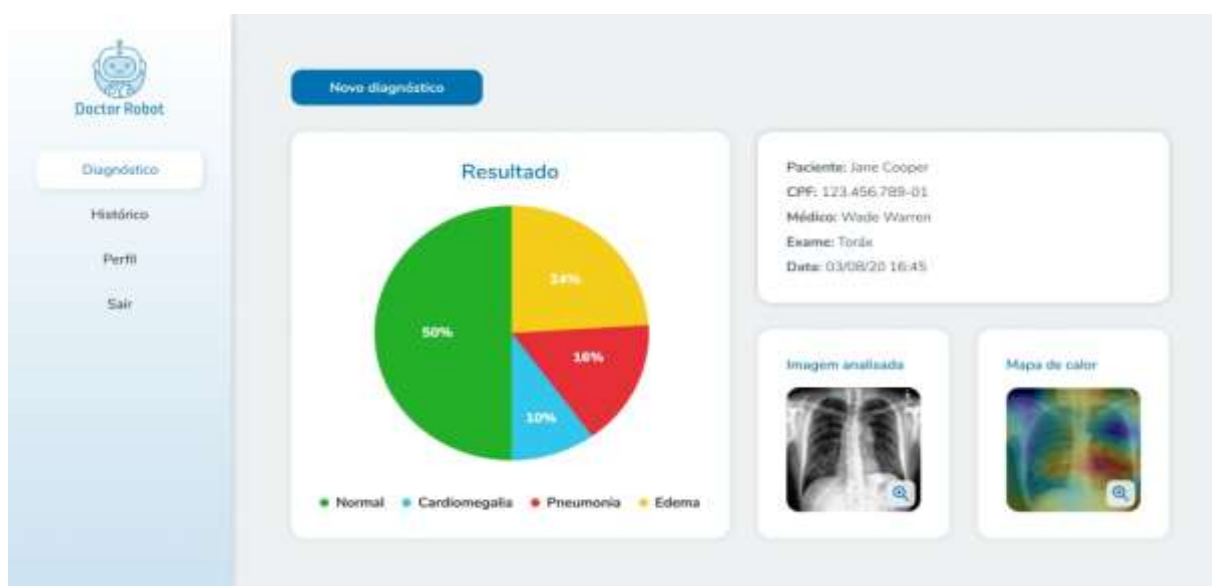 Doctor Robot
Diagnóstico
Histórico
Perfil
Sair
Novo diagnóstico
Resultado
24%
50%
16%
10%
Normal Cardiomegalia Pneumonia Edema
Paciente: Jane Cooper
CPF: 123.456.789-01
Médico: Wade Warren
Exame: Toráx
Data: 03/08/20 16:45
Imagem analisada
Mapa de calor